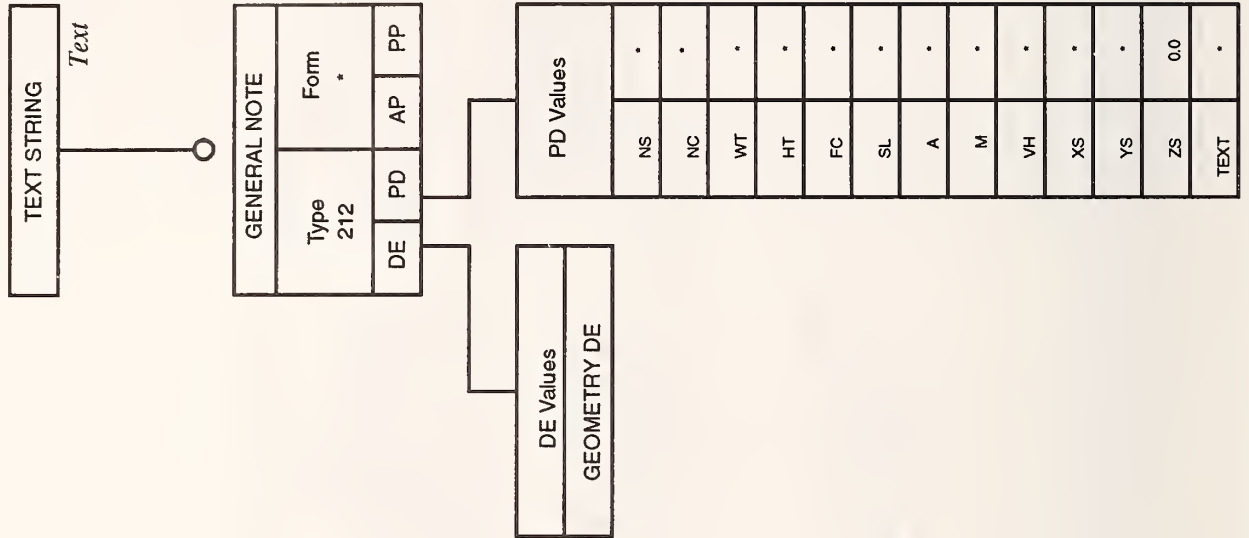 TEXT STRING
Text
GENERAL NOTE
Type
212
Form
*
DE PD AP PP
DE Values
GEOMETRY DE
PD Values
NS *
NC *
WT *
HT *
FC *
SL *
A *
M *
VH *
XS *
YS *
ZS 0.0
TEXT *